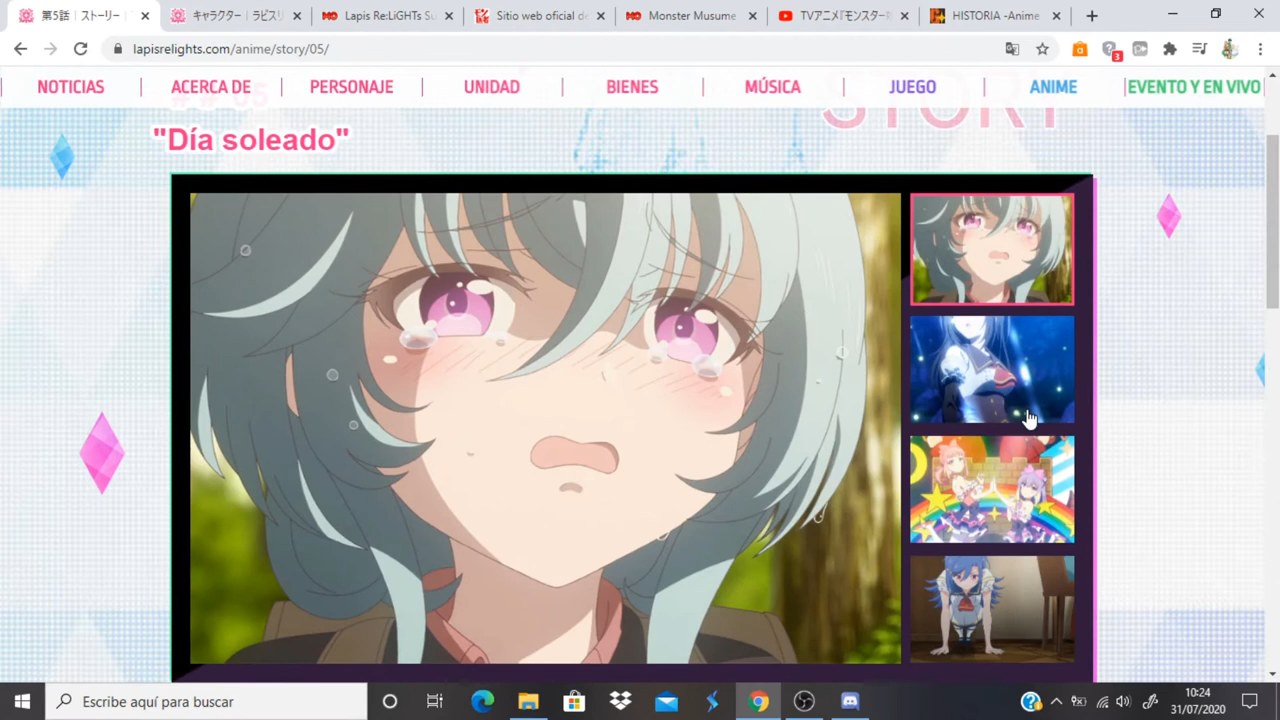 第5話｜ストーリー｜
キャラクター｜ラピスリ
Lapis Re:LiGHTs Su
Sitio web oficial de
Monster Musume
TVアニメ『モンスター
HISTORIA -Anime
lapisrelights.com/anime/story/05/
3
NOTICIAS ACERCA DE PERSONAJE UNIDAD BIENES MÚSICA JUEGO ANIME EVENTO Y EN VIVO
05
STORY
"Día soleado"
Escribe aquí para buscar
10:24
31/07/2020